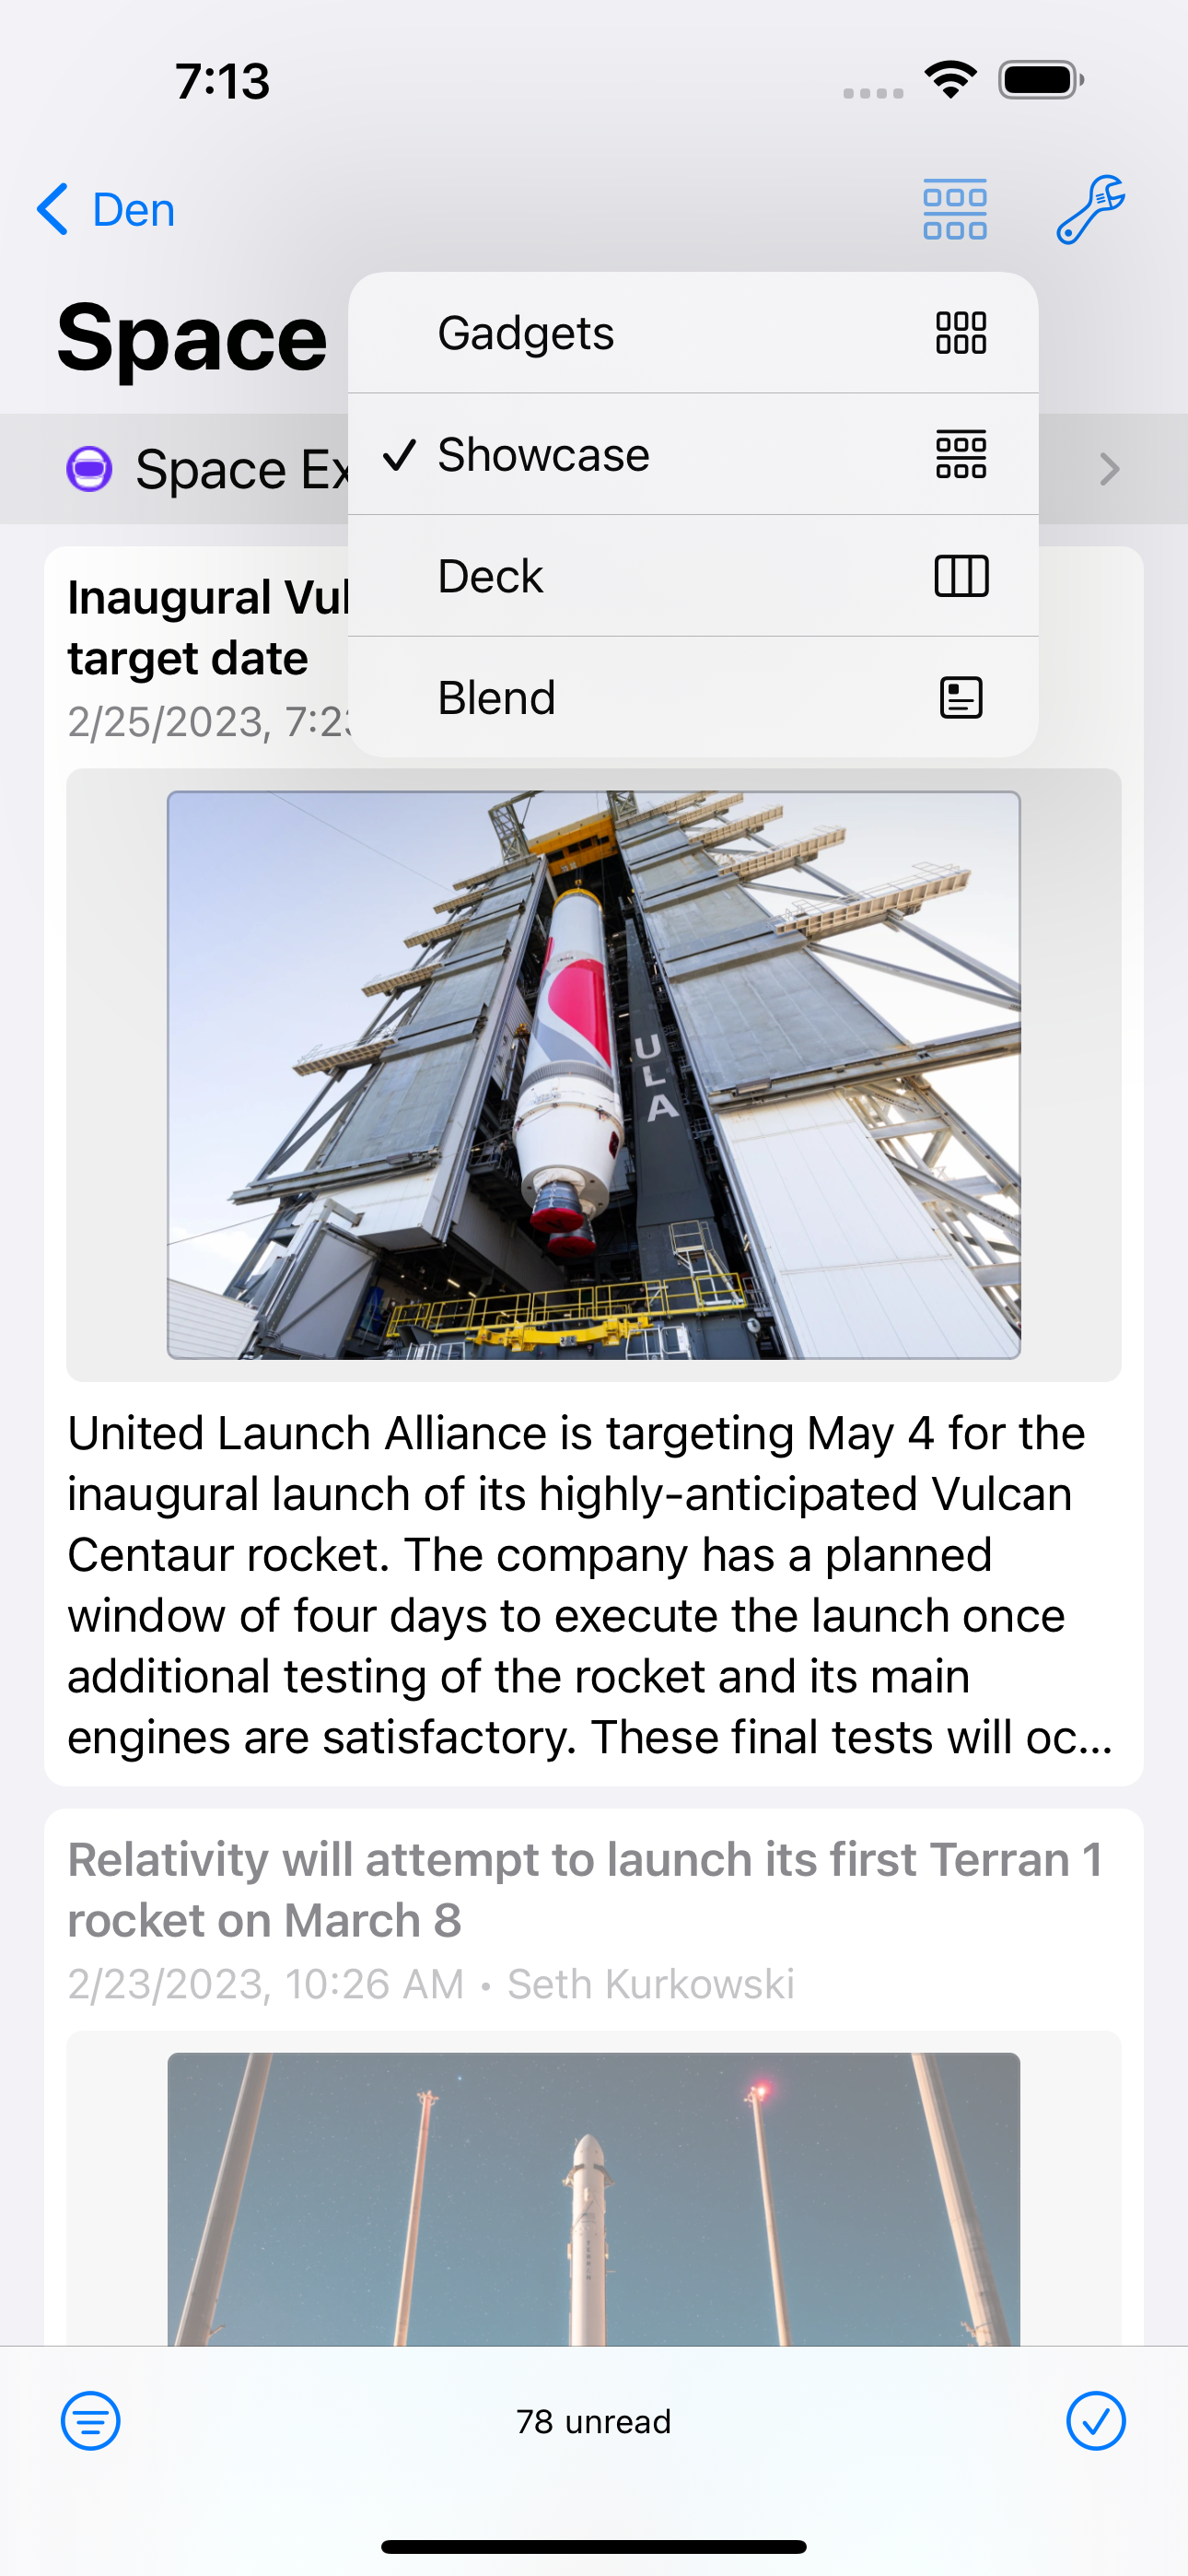 7:13
Den
Space
Gadgets
Showcase
Deck
Blend
Space Ex
Inaugural Vul
target date
2/25/2023, 7:23
ULA
United Launch Alliance is targeting May 4 for the
inaugural launch of its highly-anticipated Vulcan
Centaur rocket. The company has a planned
window of four days to execute the launch once
additional testing of the rocket and its main
engines are satisfactory. These final tests will oc...
Relativity will attempt to launch its first Terran 1
rocket on March 8
2/23/2023, 10:26 AM • Seth Kurkowski
78 unread